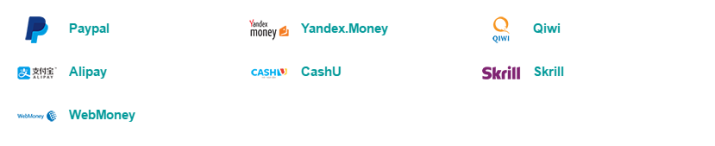 Paypal
Yandex money Yandex.Money
QIWI Qiwi
支付宝 ALIPAY Alipay
CASHU CashU
Skrill Skrill
WebMoney WebMoney